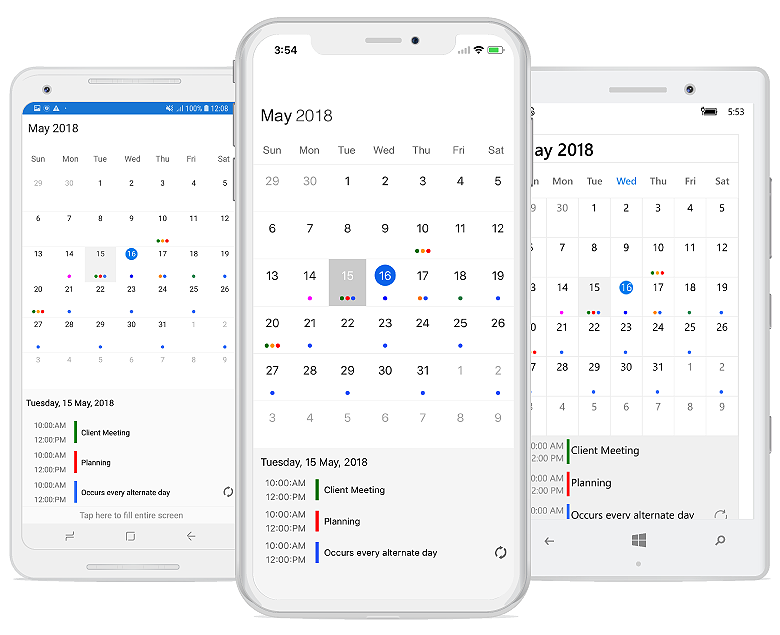 100% 12:08
May 2018
Sun Mon Tue Wed Thu Fri Sat
29 30 1 2 3 4 5
6 7 8 9 10 11 12
13 14 15 16 17 18 19
20 21 22 23 24 25 26
27 28 29 30 31 1 2
3 4 5 6 7 8 9
Tuesday, 15 May, 2018
10:00:AM
Client Meeting
12:00:PM
10:00:AM
Planning
12:00:PM
10:00:AM
Occurs every alternate day
12:00:PM
Tap here to fill entire screen
3:54
May 2018
Sun Mon Tue Wed Thu Fri Sat
29 30 1 2 3 4 5
6 7 8 9 10 11 12
13 14 15 16 17 18 19
20 21 22 23 24 25 26
27 28 29 30 31 1 2
3 4 5 6 7 8 9
Tuesday, 15 May, 2018
10:00:AM
Client Meeting
12:00:PM
10:00:AM
Planning
12:00:PM
10:00:AM
Occurs every alternate day
12:00:PM
5:53
ay 2018
n Mon Tue Wed Thu Fri Sat
9 30 1 2 3 4 5
7 8 9 10 11 12
3 14 15 16 17 18 19
20 21 22 23 24 25 26
27 28 29 30 31 1 2
4 5 6 7 8 9
0:00 AM
Client Meeting
2:00 PM
0:00 AM
Planning
2:00 PM
0:00 AM
Occurs every alternate day